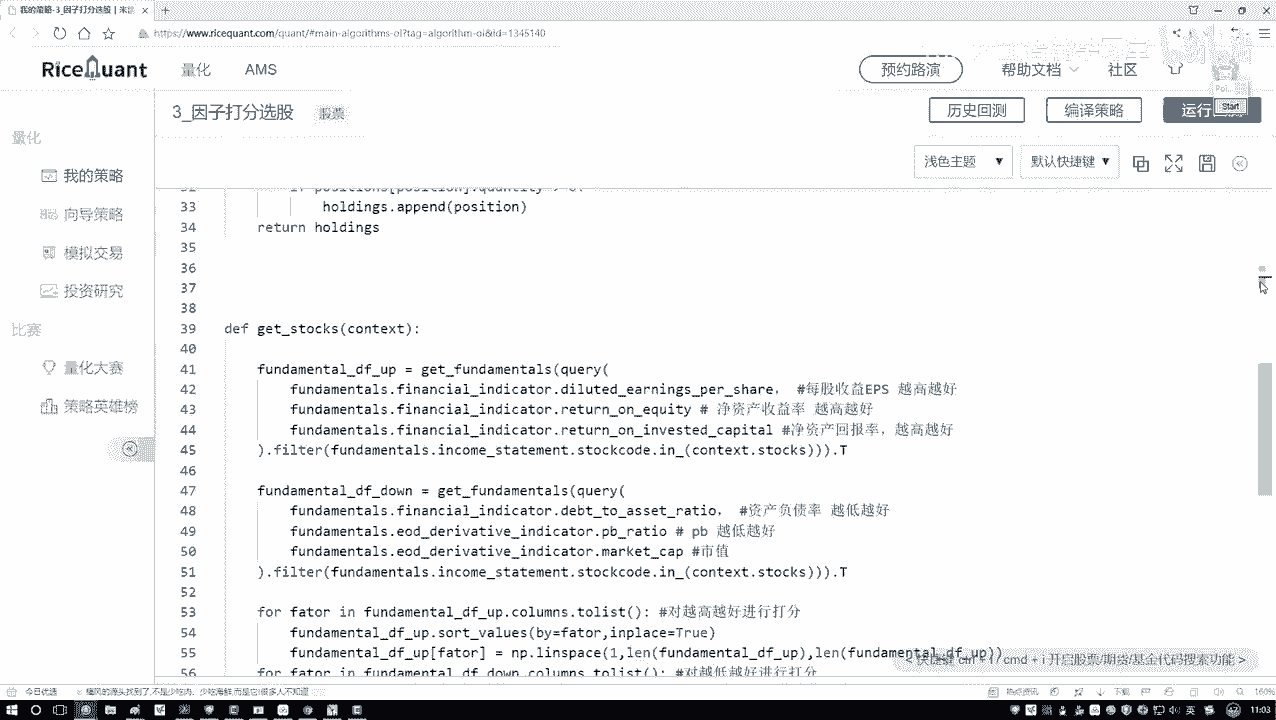 我的策略-3_因子打分选股 | 米筐
https://www.ricequant.com/quant/#main-algorithms-ol?tag=algorithm-oi&id=1345140
RiceQuant 量化 AMS 预约路演 帮助文档 社区
3_因子打分选股 股票 历史回测 编译策略 运行 Start
浅色主题 默认快捷键
量化
我的策略
向导策略
模拟交易
投资研究
比赛
量化大赛
策略英雄榜
33 holdings.append(position)
34 return holdings
35
36
37
38
39 def get_stocks(context):
40
41 fundamental_df_up = get_fundamentals(query(
42 fundamentals.financial_indicator.diluted_earnings_per_share, #每股收益EPS 越高越好
43 fundamentals.financial_indicator.return_on_equity # 净资产收益率 越高越好
44 fundamentals.financial_indicator.return_on_invested_capital #净资产回报率，越高越好
45 ).filter(fundamentals.income_statement.stockcode.in_(context.stocks))).T
46
47 fundamental_df_down = get_fundamentals(query(
48 fundamentals.financial_indicator.debt_to_asset_ratio, #资产负债率 越低越好
49 fundamentals.eod_derivative_indicator.pb_ratio # pb 越低越好
50 fundamentals.eod_derivative_indicator.market_cap #市值
51 ).filter(fundamentals.income_statement.stockcode.in_(context.stocks))).T
52
53 for fator in fundamental_df_up.columns.tolist(): #对越高越好进行打分
54 fundamental_df_up.sort_values(by=fator,inplace=True)
55 fundamental_df_up[fator] = np.linspace(1,len(fundamental_df_up),len(fundamental_df_up))
56 for fator in fundamental_df_down.columns.tolist(): #对越低越好进行打分
< 快捷键 ctrl + i / cmd + i 开启股票/期货/基金代码搜索功能 >
今日优选 热点资讯 下载 160%
英 11:03